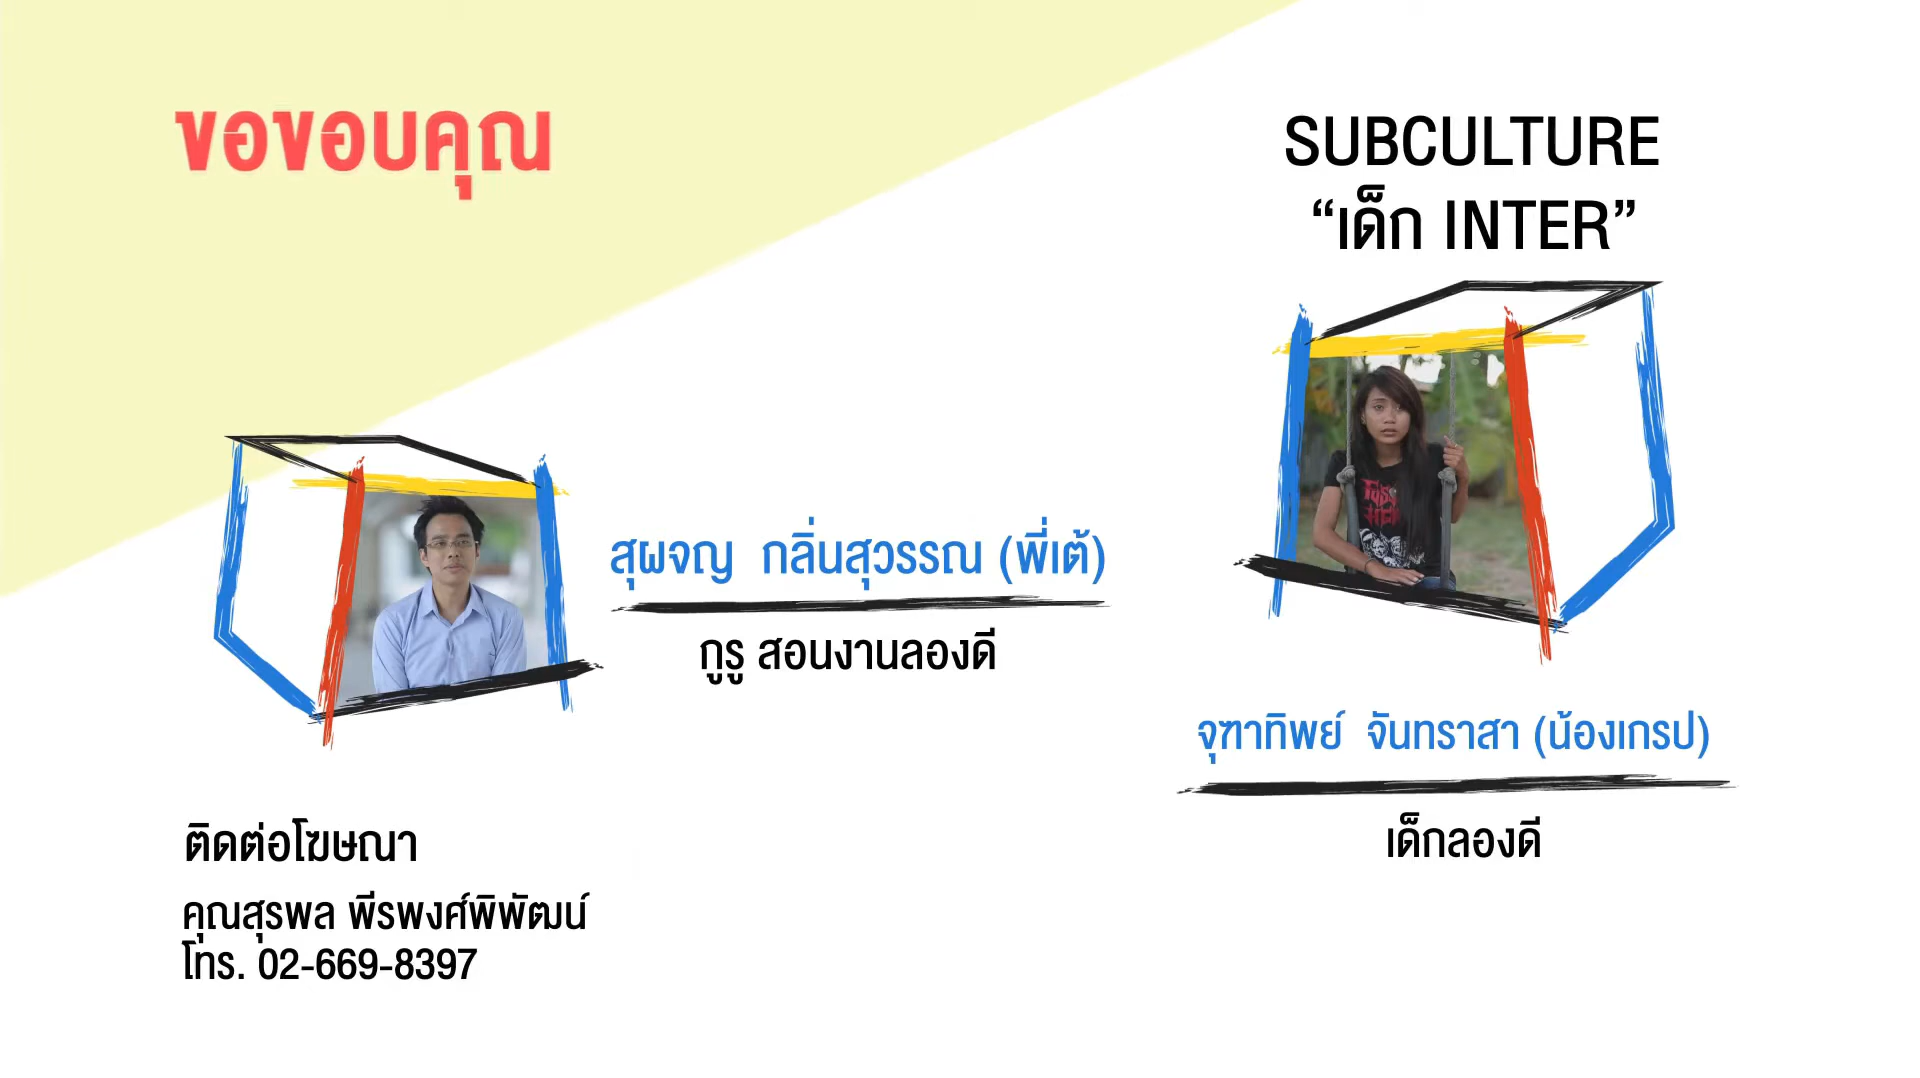 ขอขอบคุณ
SUBCULTURE
“เด็ก INTER”
สุผจญ กลิ่นสุวรรณ (พี่เต้)
กูรู สอนงานลองดี
จุฑาทิพย์ จันทราสา (น้องเกรป)
เด็กลองดี
ติดต่อโฆษณา
คุณสุรพล พีรพงศ์พิพัฒน์
โทร. 02-669-8397